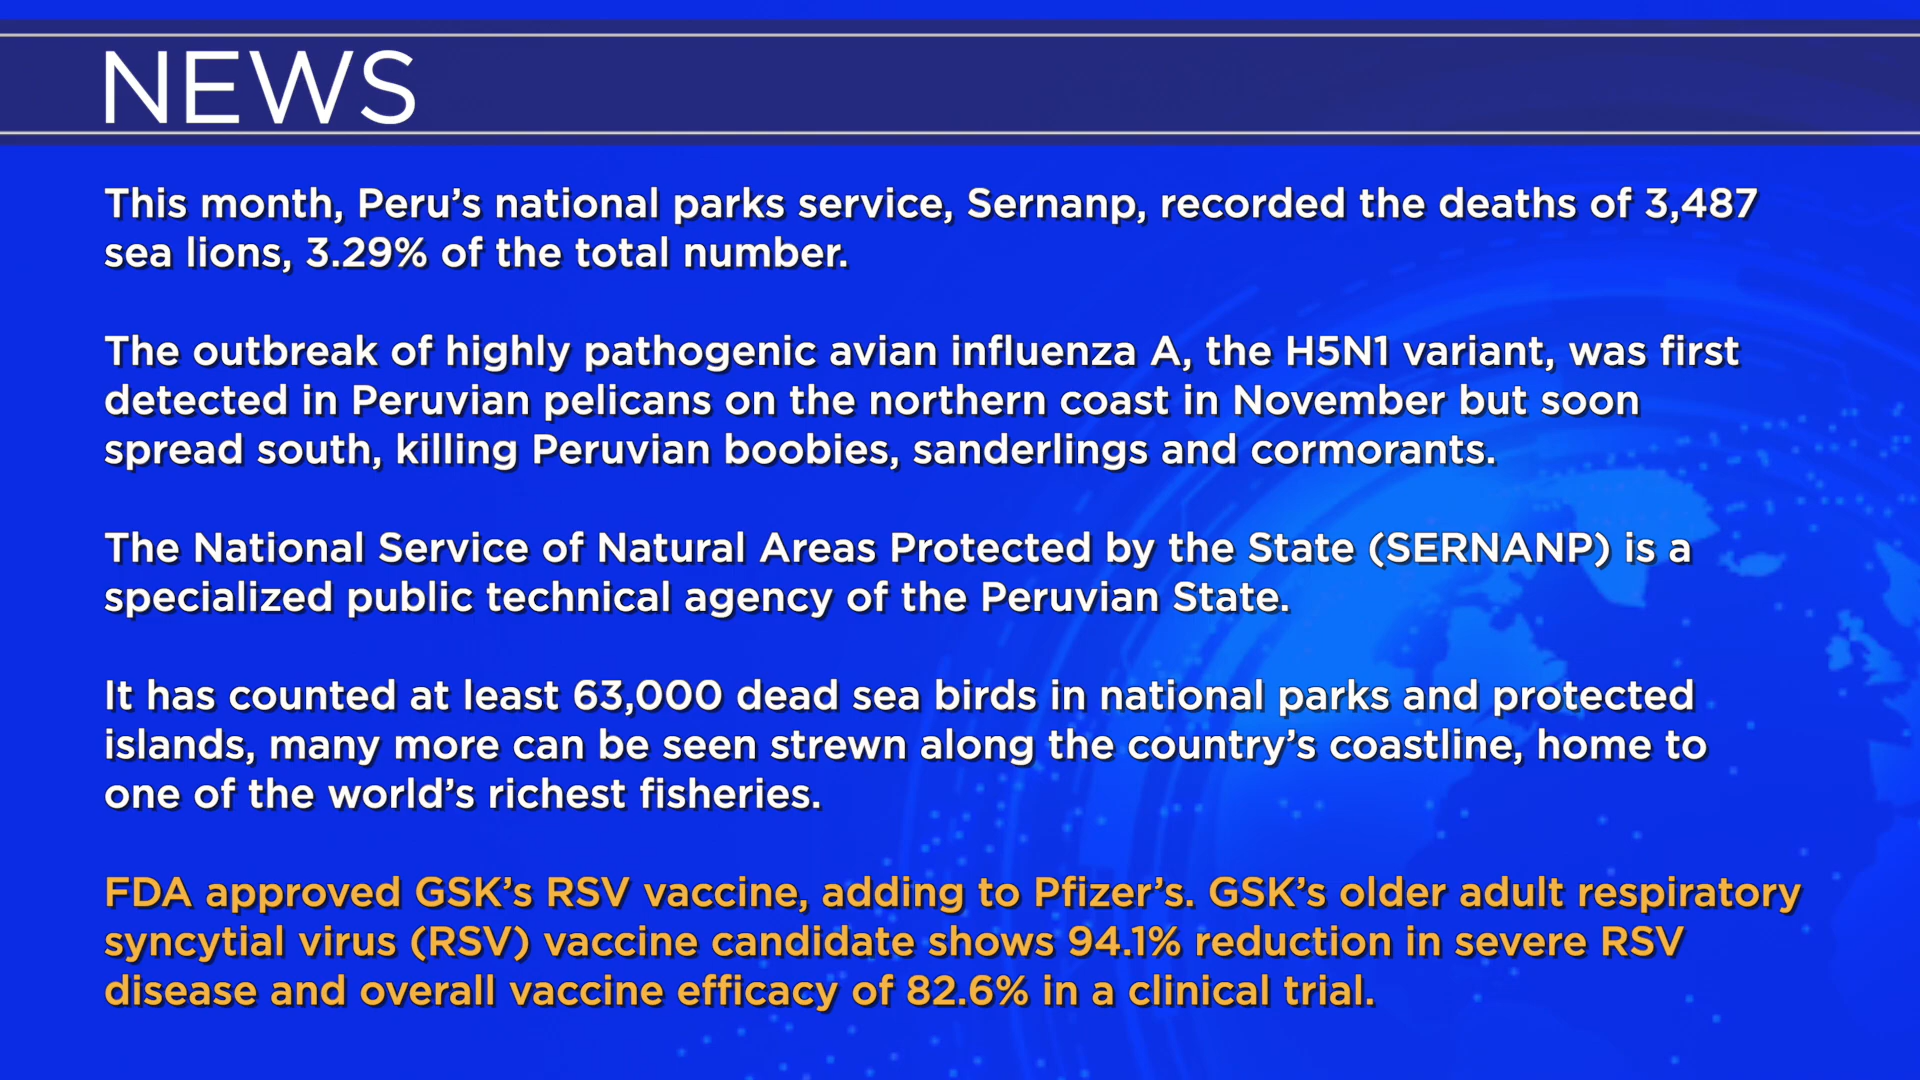 NEWS
This month, Peru’s national parks service, Sernanp, recorded the deaths of 3,487
sea lions, 3.29% of the total number.
The outbreak of highly pathogenic avian influenza A, the H5N1 variant, was first
detected in Peruvian pelicans on the northern coast in November but soon
spread south, killing Peruvian boobies, sanderlings and cormorants.
The National Service of Natural Areas Protected by the State (SERNANP) is a
specialized public technical agency of the Peruvian State.
It has counted at least 63,000 dead sea birds in national parks and protected
islands, many more can be seen strewn along the country’s coastline, home to
one of the world’s richest fisheries.
FDA approved GSK’s RSV vaccine, adding to Pfizer’s. GSK’s older adult respiratory
syncytial virus (RSV) vaccine candidate shows 94.1% reduction in severe RSV
disease and overall vaccine efficacy of 82.6% in a clinical trial.